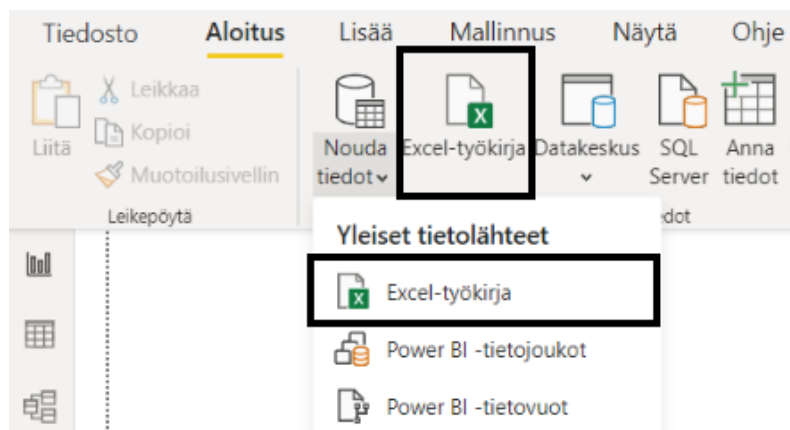 Tiedosto Aloitus Lisää Mallinnus Näytä Ohje
Leikkaa
Kopioi
Liitä
Muotoilusivellin
Nouda tiedot
Excel-työkirja
Datakeskus
SQL Server
Anna tiedot
Leikepöytä
dot
Yleiset tietolähteet
Excel-työkirja
Power BI -tietojoukot
Power BI -tietovuot